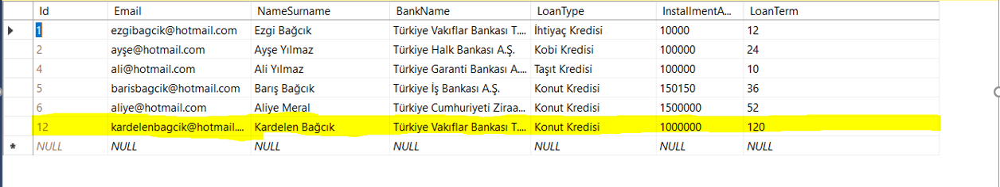 Id Email NameSurname BankName LoanType InstallmentA... LoanTerm
1 ezgibagcik@hotmail.com Ezgi Bağcık Türkiye Vakıflar Bankası T.... İhtiyaç Kredisi 10000 12
2 ayşe@hotmail.com Ayşe Yılmaz Türkiye Halk Bankası A.Ş. Kobi Kredisi 100000 24
4 ali@hotmail.com Ali Yılmaz Türkiye Garanti Bankası A.... Taşıt Kredisi 100000 10
5 barisbagcik@hotmail.com Barış Bağcık Türkiye İş Bankası A.Ş. Konut Kredisi 150150 36
6 aliye@hotmail.com Aliye Meral Türkiye Cumhuriyeti Ziraa... Konut Kredisi 1500000 52
12 kardelenbagcik@hotmail.... Kardelen Bağcık Türkiye Vakıflar Bankası T.... Konut Kredisi 1000000 120
* NULL NULL NULL NULL NULL NULL NULL